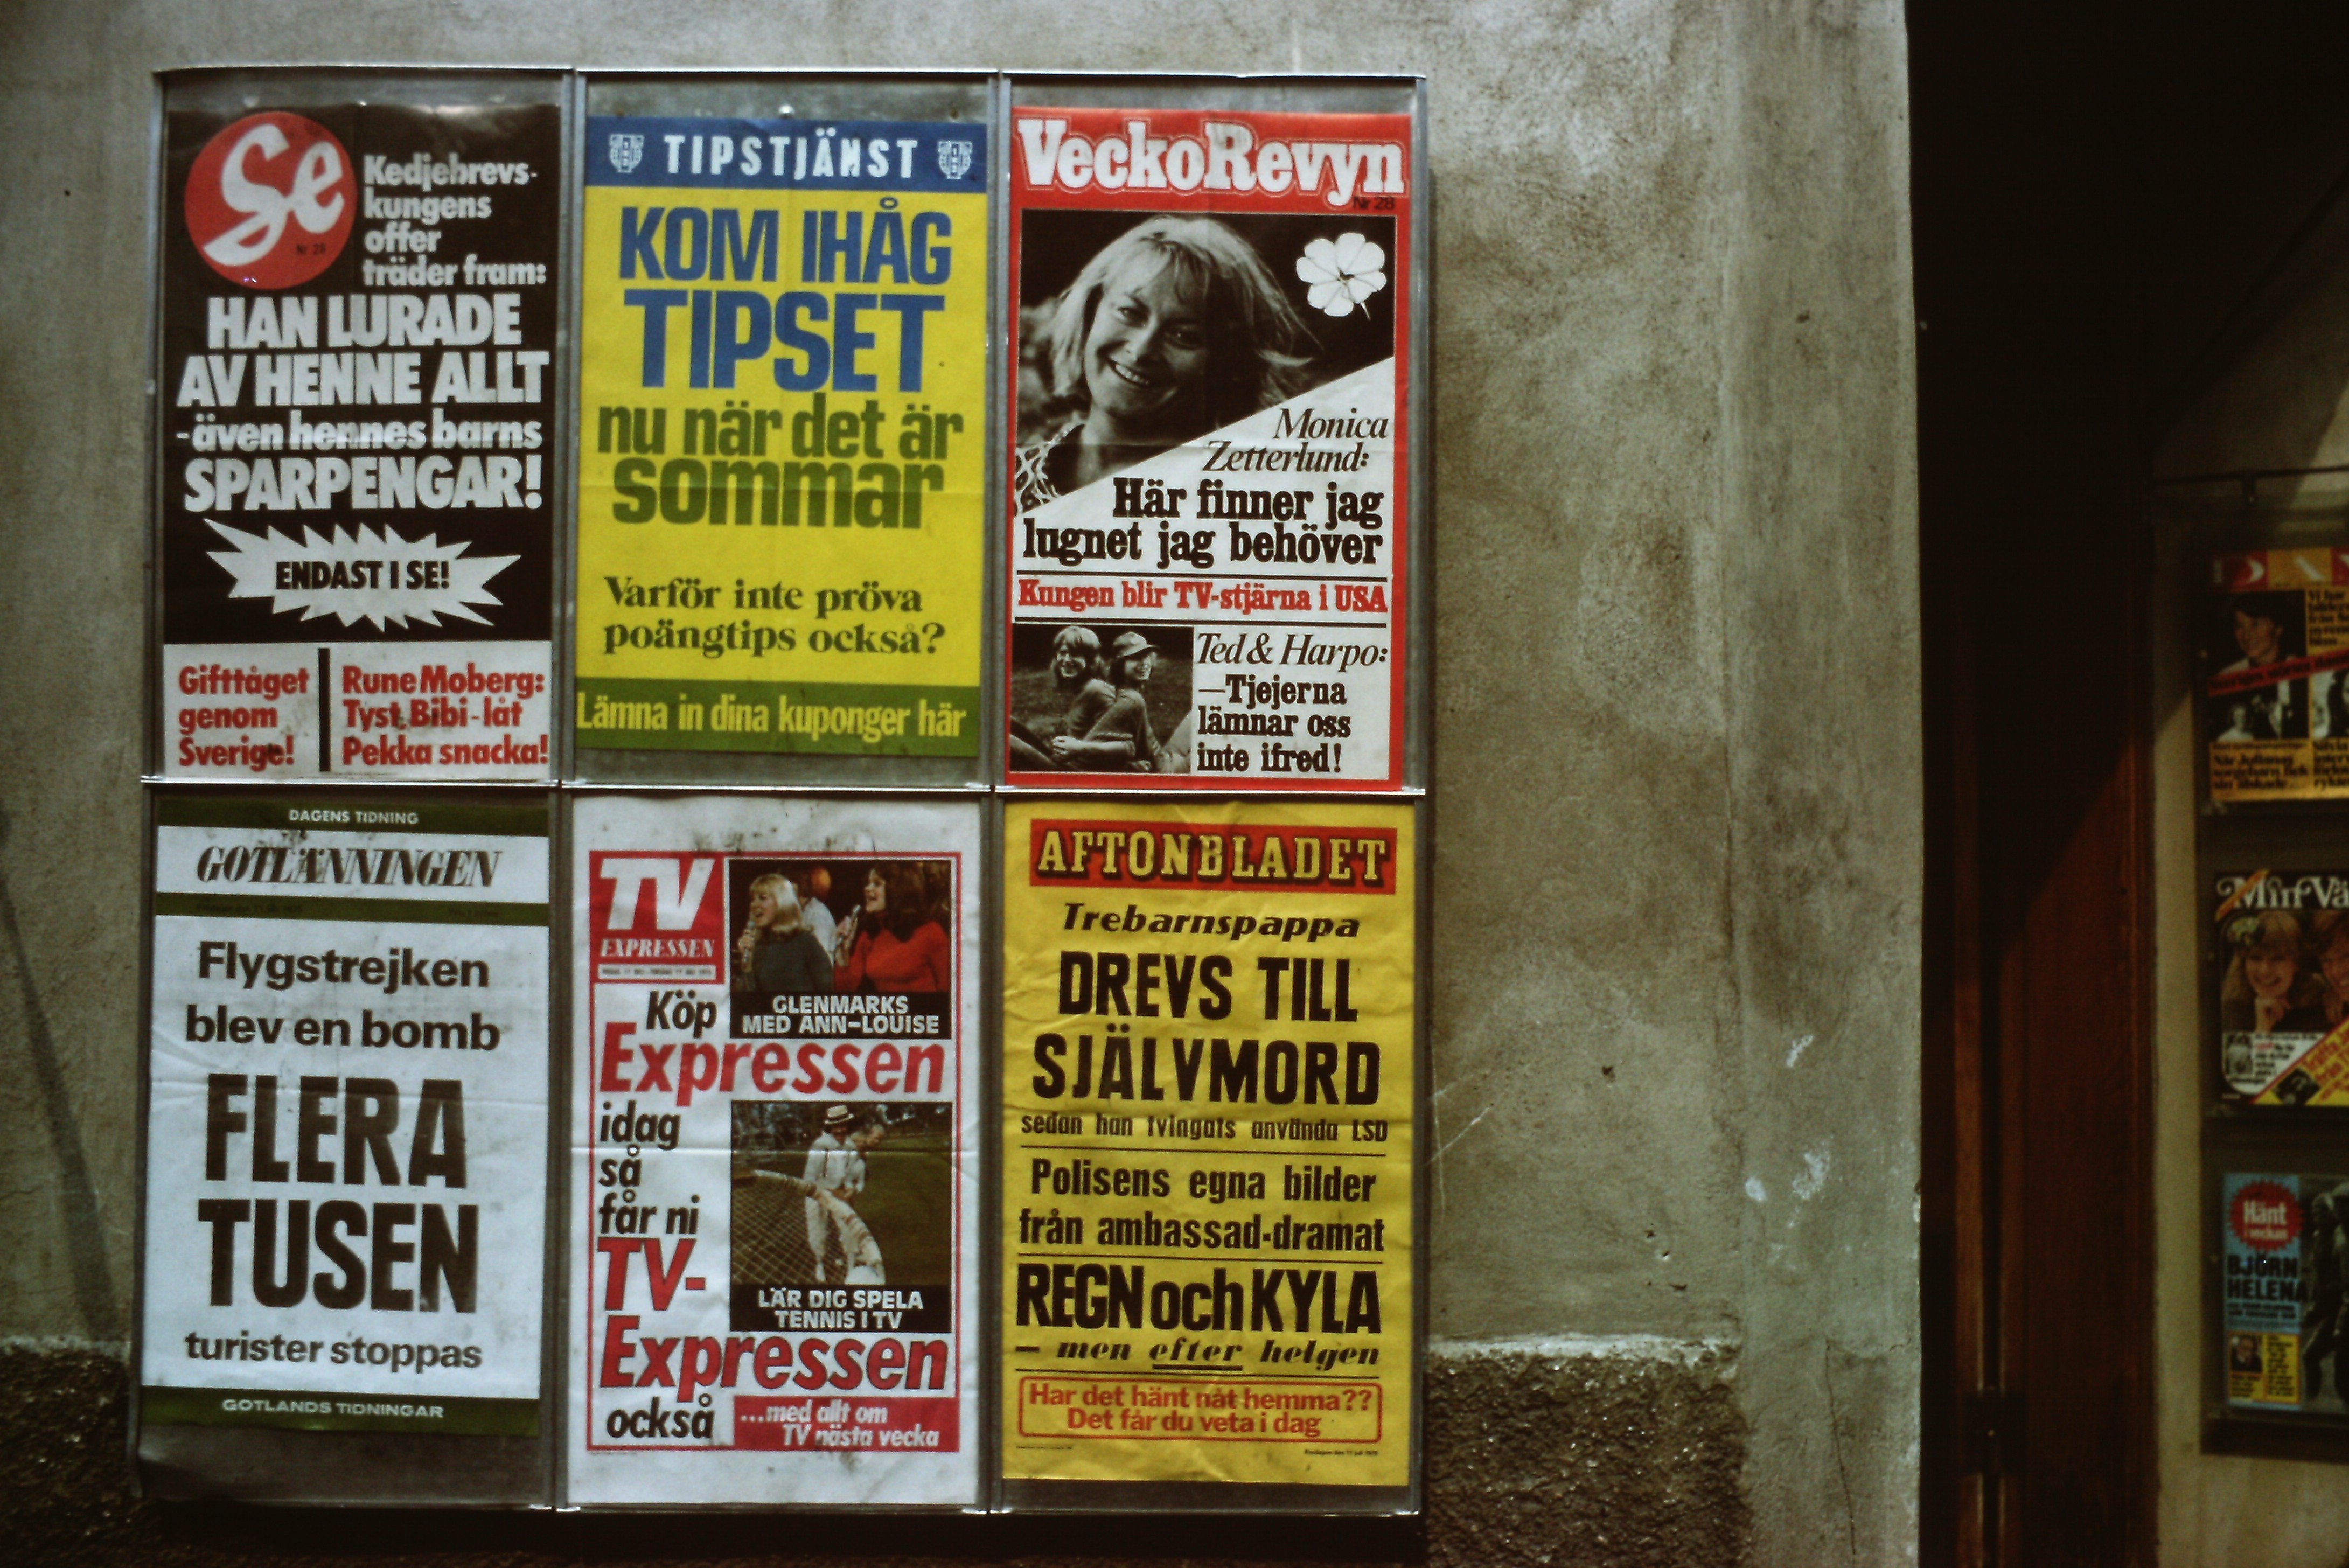 Se
Nr 28
Kedjebrevs-
kungens
offer
träder fram:
HAN LURADE
AV HENNE ALLT
-även hennes barns
SPARPENGAR!
ENDAST I SE!
Gifttåget
genom
Sverige!
Rune Moberg:
Tyst Bibi-låt
Pekka snacka!
TIPSTJÄNST
KOM IHÅG
TIPSET
nu när det är
sommar
Varför inte pröva
poängtips också?
Lämna in dina kuponger här
VeckoRevyn
Nr 28
Monica
Zetterlund:
Här finner jag
lugnet jag behöver
Kungen blir TV-stjärna i USA
Ted & Harpo:
—Tjejerna
lämnar oss
inte ifred!
DAGENS TIDNING
GOTLÄNNINGEN
Flygstrejken
blev en bomb
FLERA
TUSEN
turister stoppas
GOTLANDS TIDNINGAR
TV
EXPRESSEN
GLENMARKS
MED ANN-LOUISE
Köp
Expressen
idag
så
får ni
TV-
Expressen
också
LÄR DIG SPELA
TENNIS I TV
...med allt om
TV nästa vecka
AFTONBLADET
Trebarnspappa
DREVS TILL
SJÄLVMORD
sedan han tvingats använda LSD
Polisens egna bilder
från ambassad-dramat
REGN och KYLA
— men efter helgen
Har det hänt nåt hemma??
Det får du veta i dag
Min Vä
Hänt
i veckan
BJÖRN-
HELENA